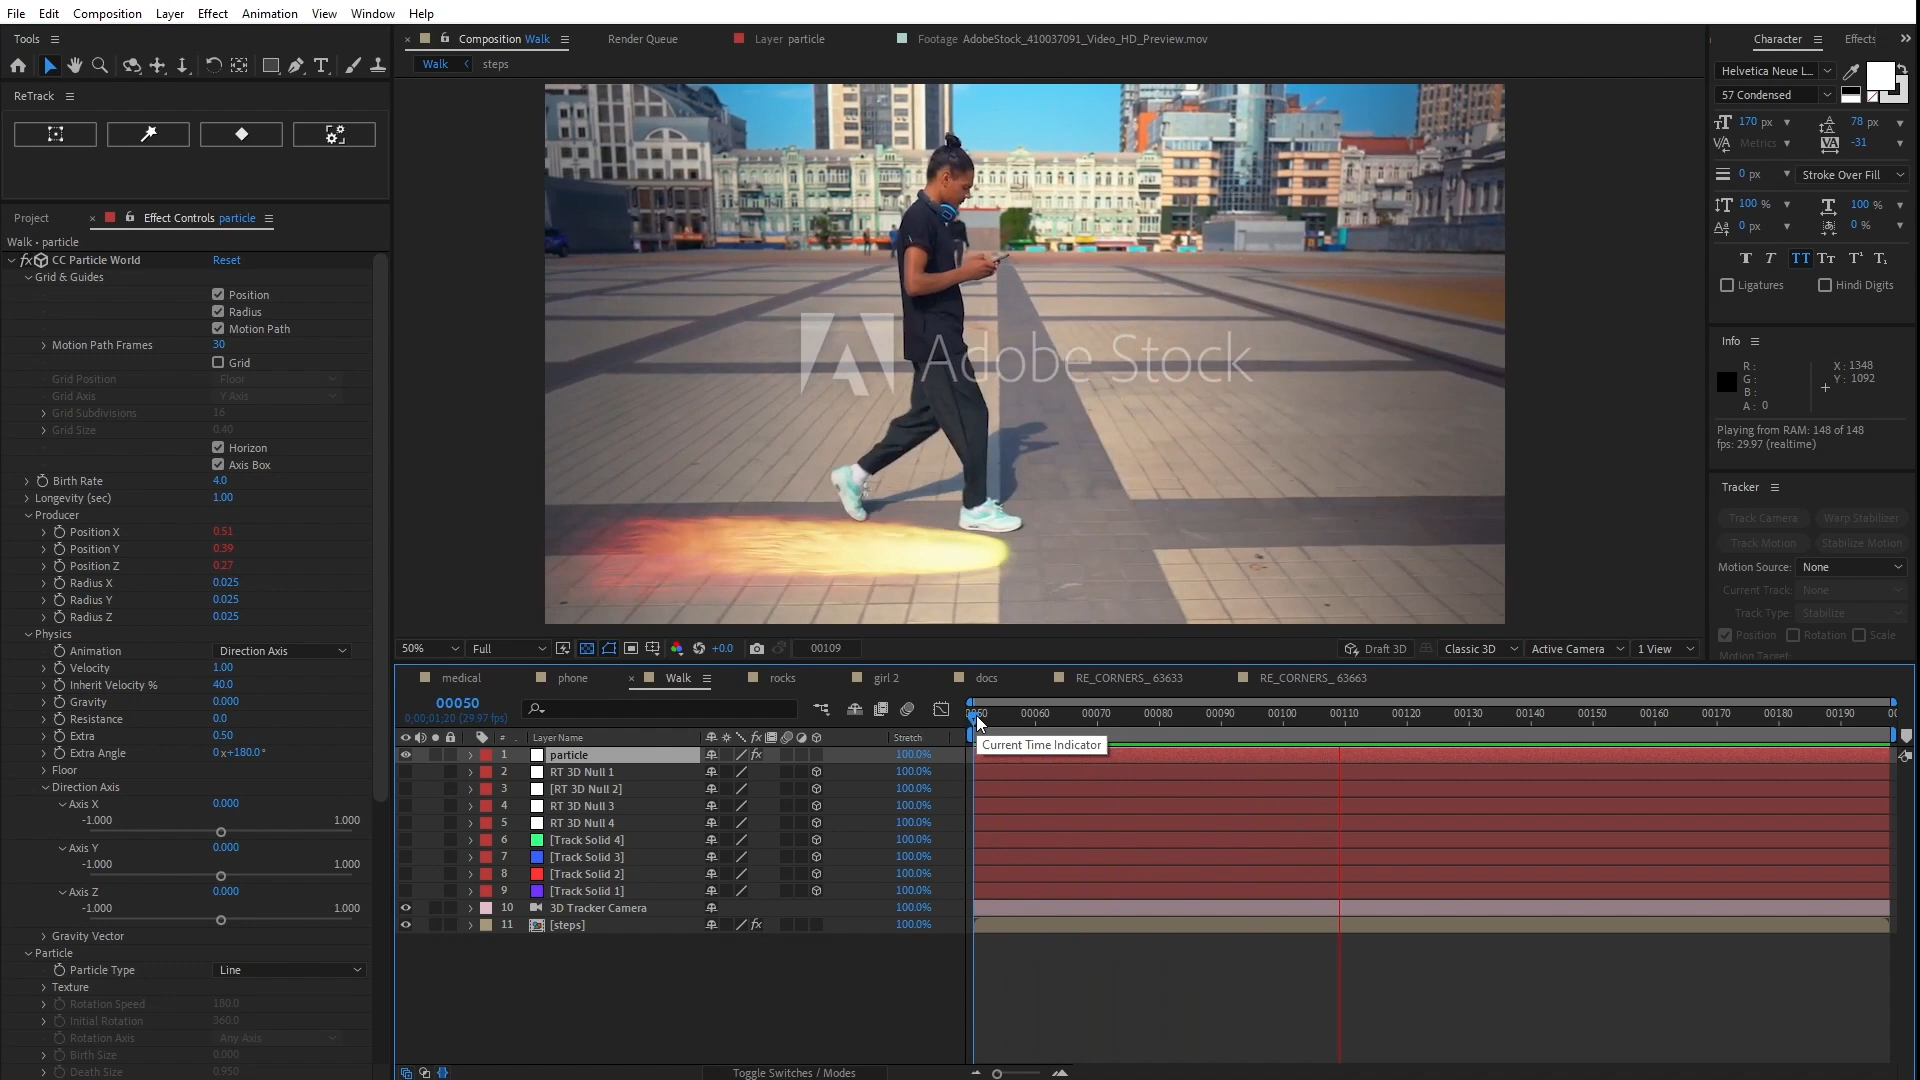 File Edit Composition Layer Effect Animation View Window Help
Tools
ReTrack
Project
Effect Controls particle
Walk • particle
fx CC Particle World Reset
Grid & Guides
Position
Radius
Motion Path
Motion Path Frames 30
Grid
Grid Position Floor
Grid Axis Y Axis
Grid Subdivisions 16
Grid Size 0.40
Horizon
Axis Box
Birth Rate 4.0
Longevity (sec) 1.00
Producer
Position X 0.51
Position Y 0.39
Position Z 0.27
Radius X 0.025
Radius Y 0.025
Radius Z 0.025
Physics
Animation Direction Axis
Velocity 1.00
Inherit Velocity % 40.0
Gravity 0.000
Resistance 0.0
Extra 0.50
Extra Angle 0x+180.0°
Floor
Direction Axis
Axis X 0.000
-1.000 1.000
Axis Y 0.000
-1.000 1.000
Axis Z 0.000
-1.000 1.000
Gravity Vector
Particle
Particle Type Line
Texture
Rotation Speed 180.0
Initial Rotation 360.0
Rotation Axis Any Axis
Birth Size 0.000
Death Size 0.950
Composition Walk
Render Queue
Layer particle
Footage AdobeStock_410037091_Video_HD_Preview.mov
Walk steps
Adobe Stock
50% Full +0.0 00109 Draft 3D Classic 3D Active Camera 1 View
medical phone Walk rocks girl 2 docs RE_CORNERS_ 63633 RE_CORNERS_ 63663
00050
0;00;01;20 (29.97 fps)
00060 00070 00080 00090 00100 00110 00120 00130 00140 00150 00160 00170 00180 00190
# Layer Name fx Stretch
Current Time Indicator
1 particle fx 100.0%
2 RT 3D Null 1 100.0%
3 [RT 3D Null 2] 100.0%
4 RT 3D Null 3 100.0%
5 RT 3D Null 4 100.0%
6 [Track Solid 4] 100.0%
7 [Track Solid 3] 100.0%
8 [Track Solid 2] 100.0%
9 [Track Solid 1] 100.0%
10 3D Tracker Camera 100.0%
11 [steps] fx 100.0%
Toggle Switches / Modes
Character Effects
Helvetica Neue L...
57 Condensed
170 px 78 px
Metrics -31
0 px Stroke Over Fill
100 % 100 %
0 px 0 %
T T TT Tт T¹ T₁
Ligatures Hindi Digits
Info
R : X : 1348
G : Y : 1092
B :
A : 0
Playing from RAM: 148 of 148
fps: 29.97 (realtime)
Tracker
Track Camera Warp Stabilizer
Track Motion Stabilize Motion
Motion Source: None
Current Track: None
Track Type: Stabilize
Position Rotation Scale